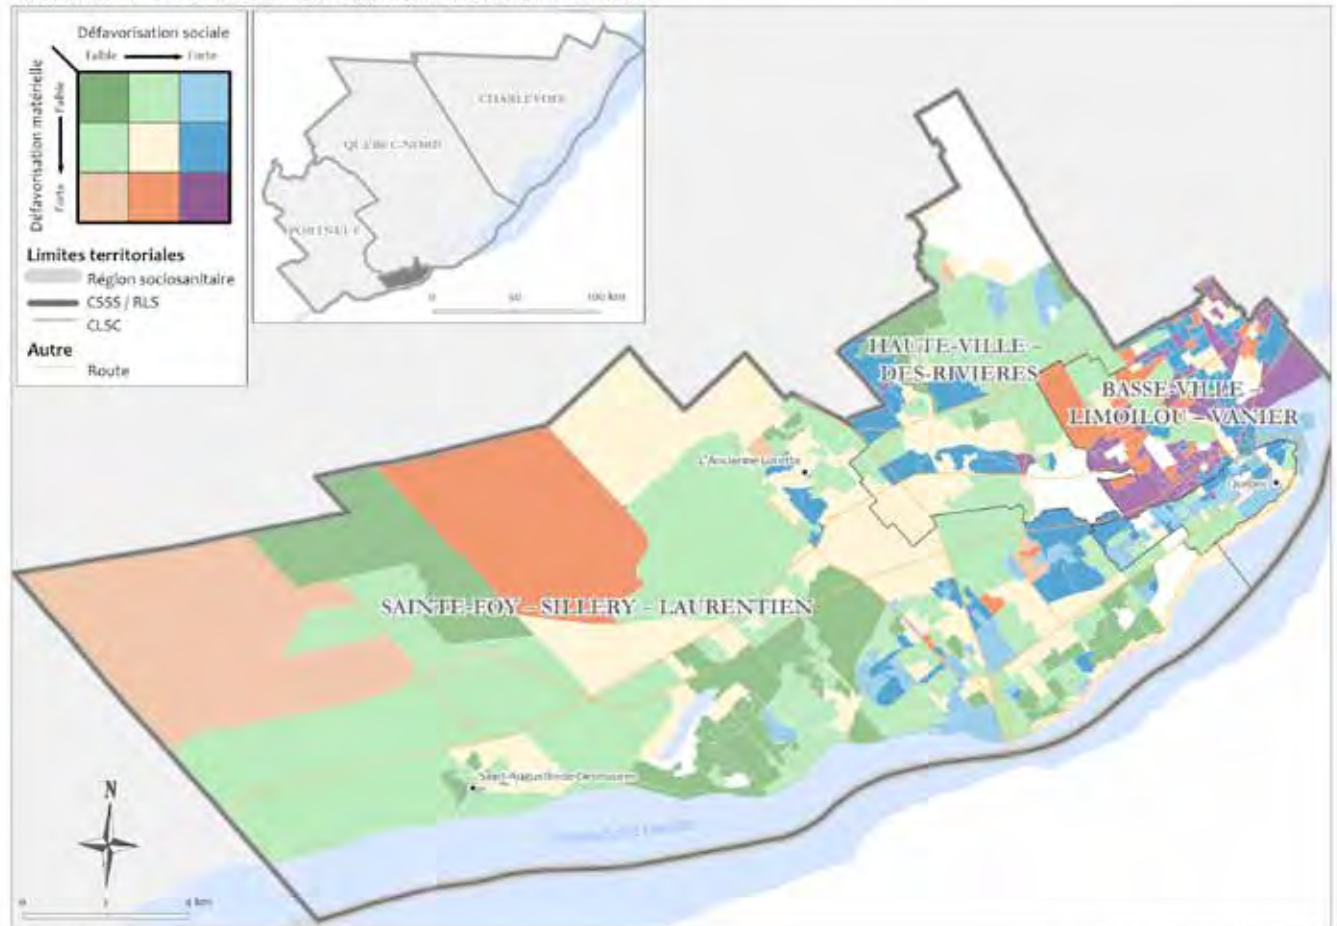 Défavorisation sociale
Faible
Forte
Défavorisation matérielle
Faible
Forte
Limites territoriales
Région sociosanitaire
CSSS / RLS
CLSC
Autre
Route
CHARLEVOIX
QUÉBEC-NORD
PORTNEUF
0 50 100 km
HAUTE-VILLE –
DES-RIVIERES
BASSE-VILLE –
LIMOILOU – VANIER
L'Ancienne-Lorette
Québec
SAINTE-FOY – SILLERY – LAURENTIEN
Saint-Augustin-de-Desmaures
N
0 4 km